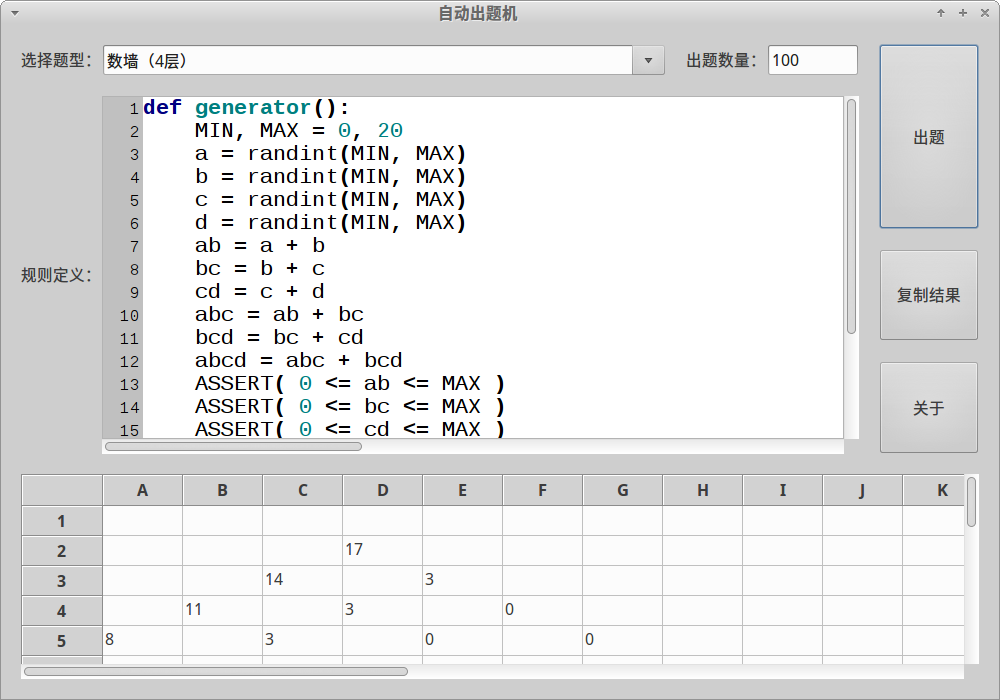 自动出题机
选择题型： 数墙（4层） 出题数量： 100
出题
复制结果
关于
规则定义：
1 def generator():
2     MIN, MAX = 0, 20
3     a = randint(MIN, MAX)
4     b = randint(MIN, MAX)
5     c = randint(MIN, MAX)
6     d = randint(MIN, MAX)
7     ab = a + b
8     bc = b + c
9     cd = c + d
10     abc = ab + bc
11     bcd = bc + cd
12     abcd = abc + bcd
13     ASSERT( 0 <= ab <= MAX )
14     ASSERT( 0 <= bc <= MAX )
15     ASSERT( 0 <= cd <= MAX )
A B C D E F G H I J K
1
2 17
3 14 3
4 11 3 0
5 8 3 0 0